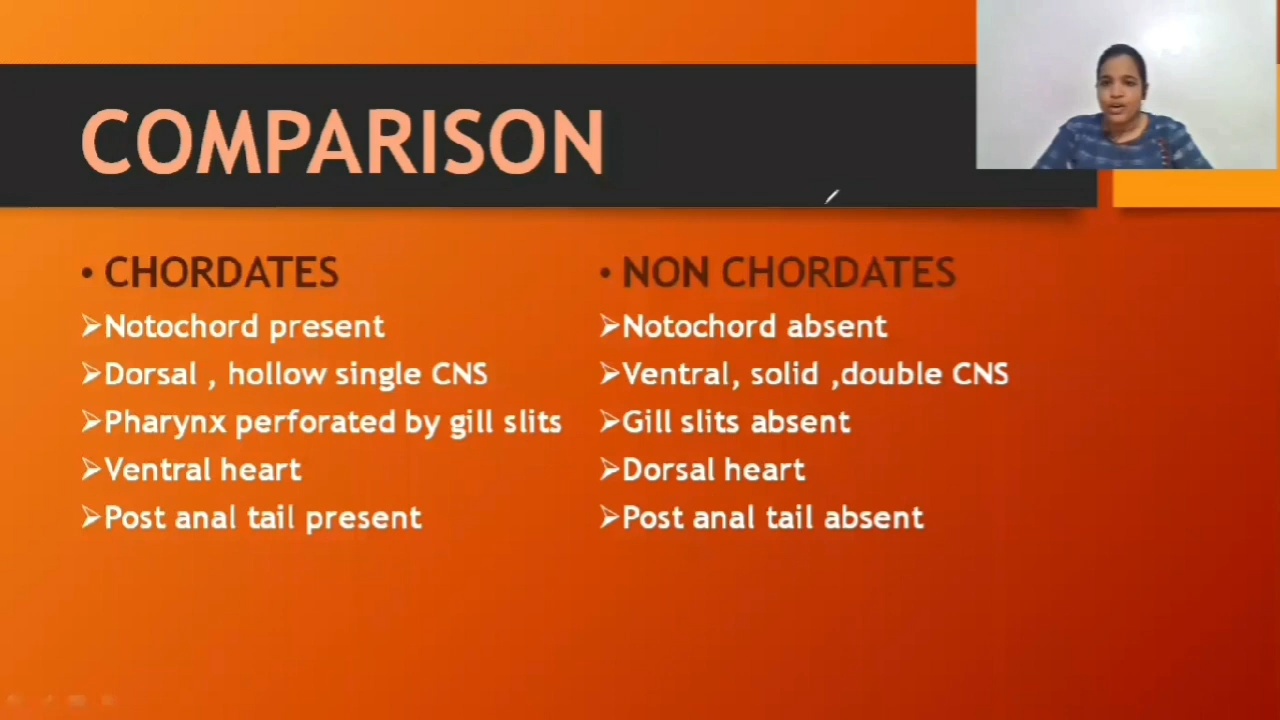 COMPARISON
• CHORDATES
➢Notochord present
➢Dorsal , hollow single CNS
➢Pharynx perforated by gill slits
➢Ventral heart
➢Post anal tail present
• NON CHORDATES
➢Notochord absent
➢Ventral, solid ,double CNS
➢Gill slits absent
➢Dorsal heart
➢Post anal tail absent